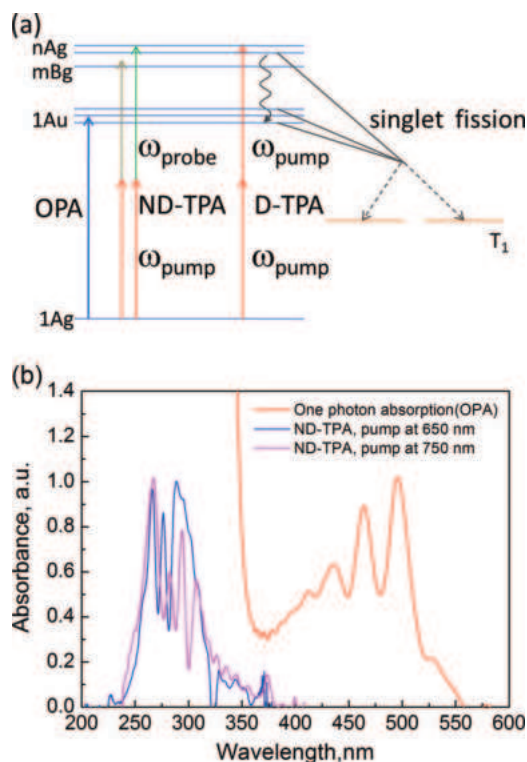 (a)
nAg
mBg
1Au
singlet fission
ωprobe
ωpump
OPA
ND-TPA
D-TPA
ωpump
ωpump
T1
1Ag
(b)
1.4
1.2
1.0
0.8
0.6
0.4
0.2
0.0
Absorbance, a.u.
One photon absorption(OPA)
ND-TPA, pump at 650 nm
ND-TPA, pump at 750 nm
200 250 300 350 400 450 500 550 600
Wavelength,nm